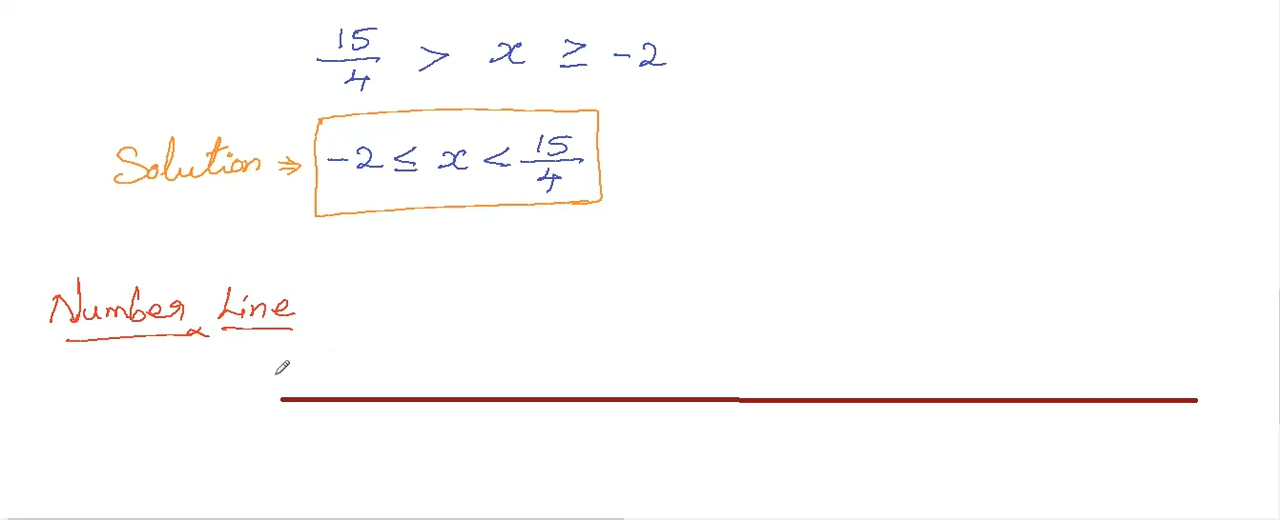 15/4 > x ≥ -2
Solution ⇒ -2 ≤ x < 15/4
Number Line